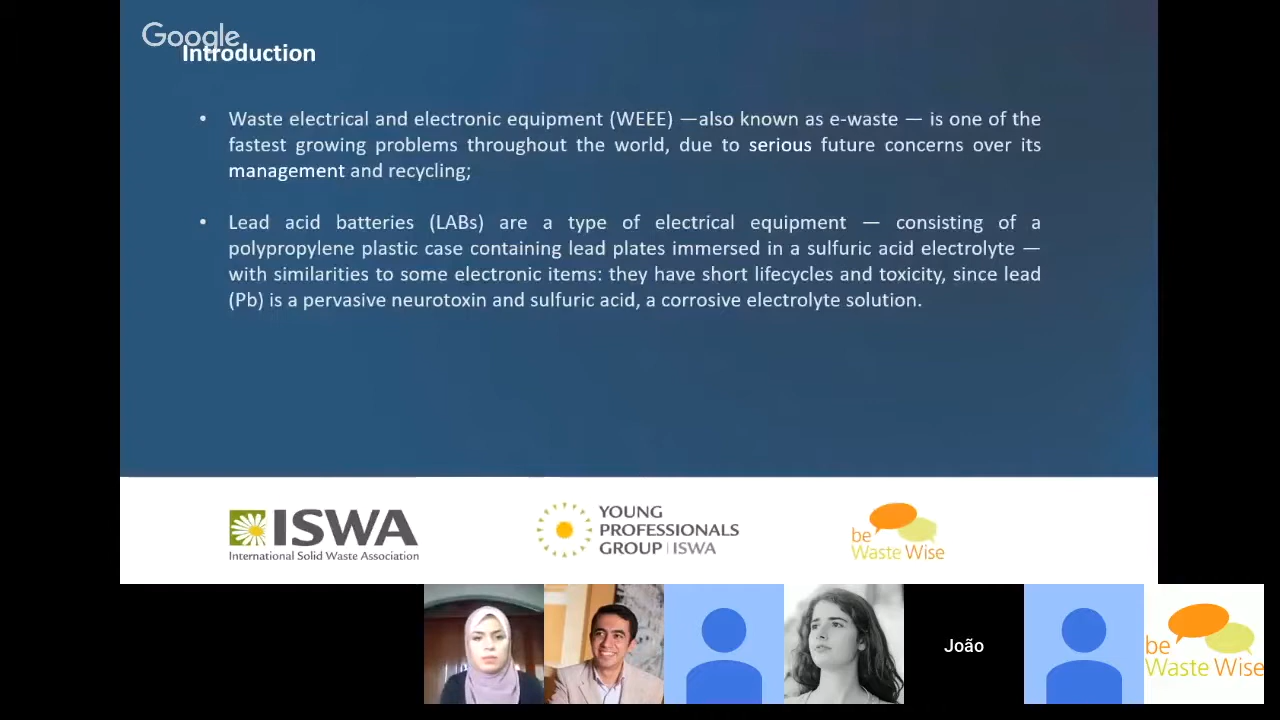 Google
Introduction
• Waste electrical and electronic equipment (WEEE) —also known as e-waste — is one of the
fastest growing problems throughout the world, due to serious future concerns over its
management and recycling;
• Lead acid batteries (LABs) are a type of electrical equipment — consisting of a
polypropylene plastic case containing lead plates immersed in a sulfuric acid electrolyte —
with similarities to some electronic items: they have short lifecycles and toxicity, since lead
(Pb) is a pervasive neurotoxin and sulfuric acid, a corrosive electrolyte solution.
ISWA
International Solid Waste Association
YOUNG
PROFESSIONALS
GROUP | ISWA
be
Waste Wise
João
be
Waste Wise